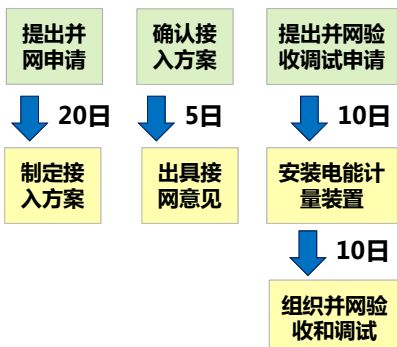 提出并
网申请
确认接
入方案
提出并网验
收调试申请
20日
5日
10日
制定接
入方案
出具接
网意见
安装电能计
量装置
10日
组织并网验
收和调试